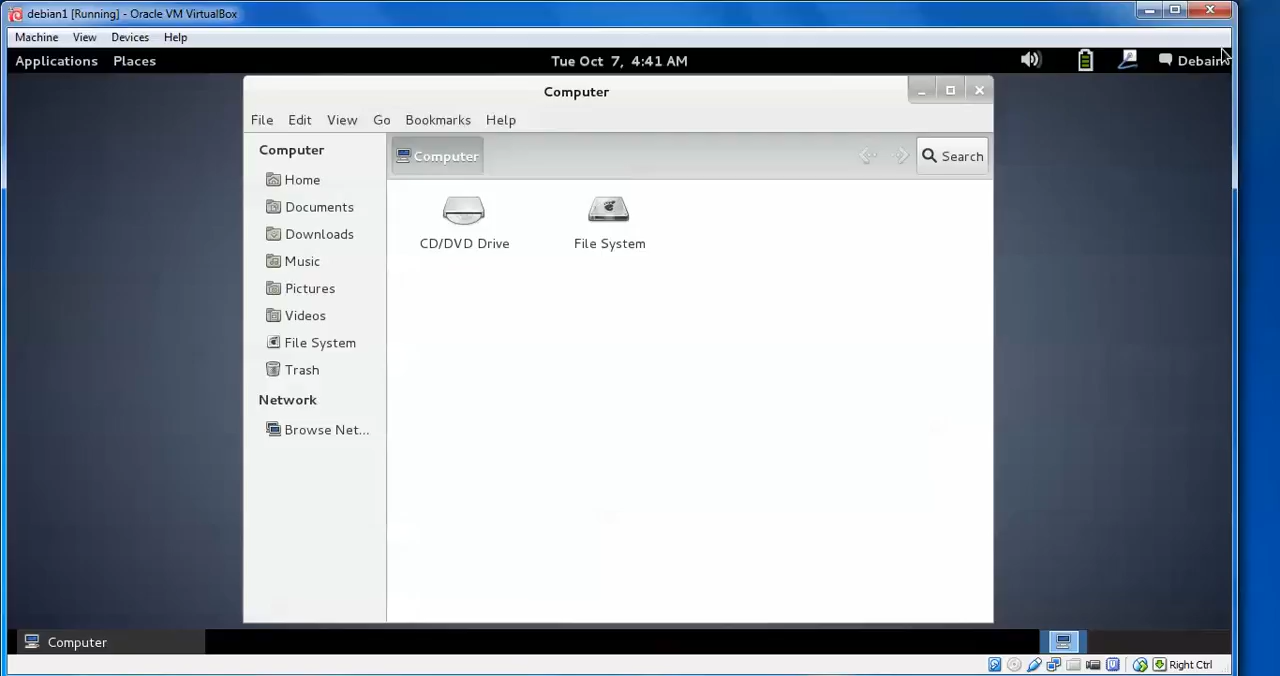 debian1 [Running] - Oracle VM VirtualBox
Machine View Devices Help
Applications Places Tue Oct 7, 4:41 AM Debain
Computer
File Edit View Go Bookmarks Help
Computer
Computer Search
Home
Documents
Downloads
Music
Pictures
Videos
File System
Trash
Network
Browse Net...
CD/DVD Drive File System
Computer
Right Ctrl